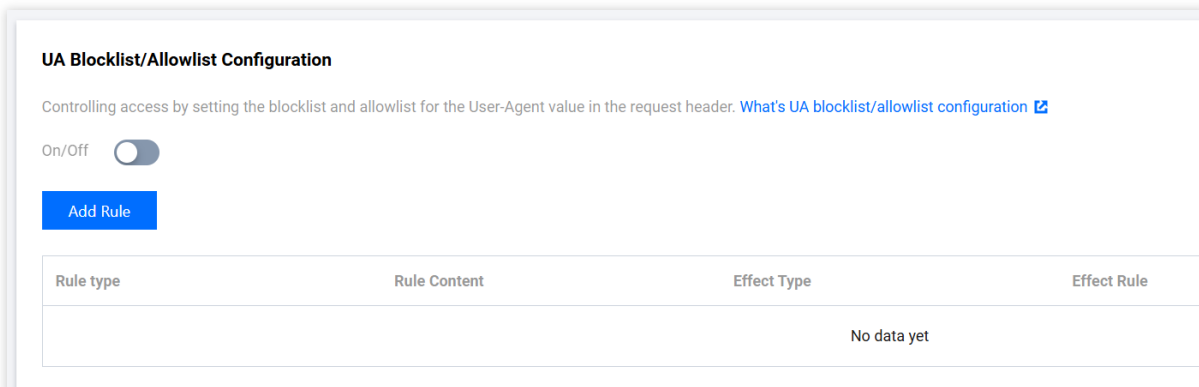 UA Blocklist/Allowlist Configuration
Controlling access by setting the blocklist and allowlist for the User-Agent value in the request header. What's UA blocklist/allowlist configuration
On/Off
Add Rule
Rule type Rule Content Effect Type Effect Rule
No data yet